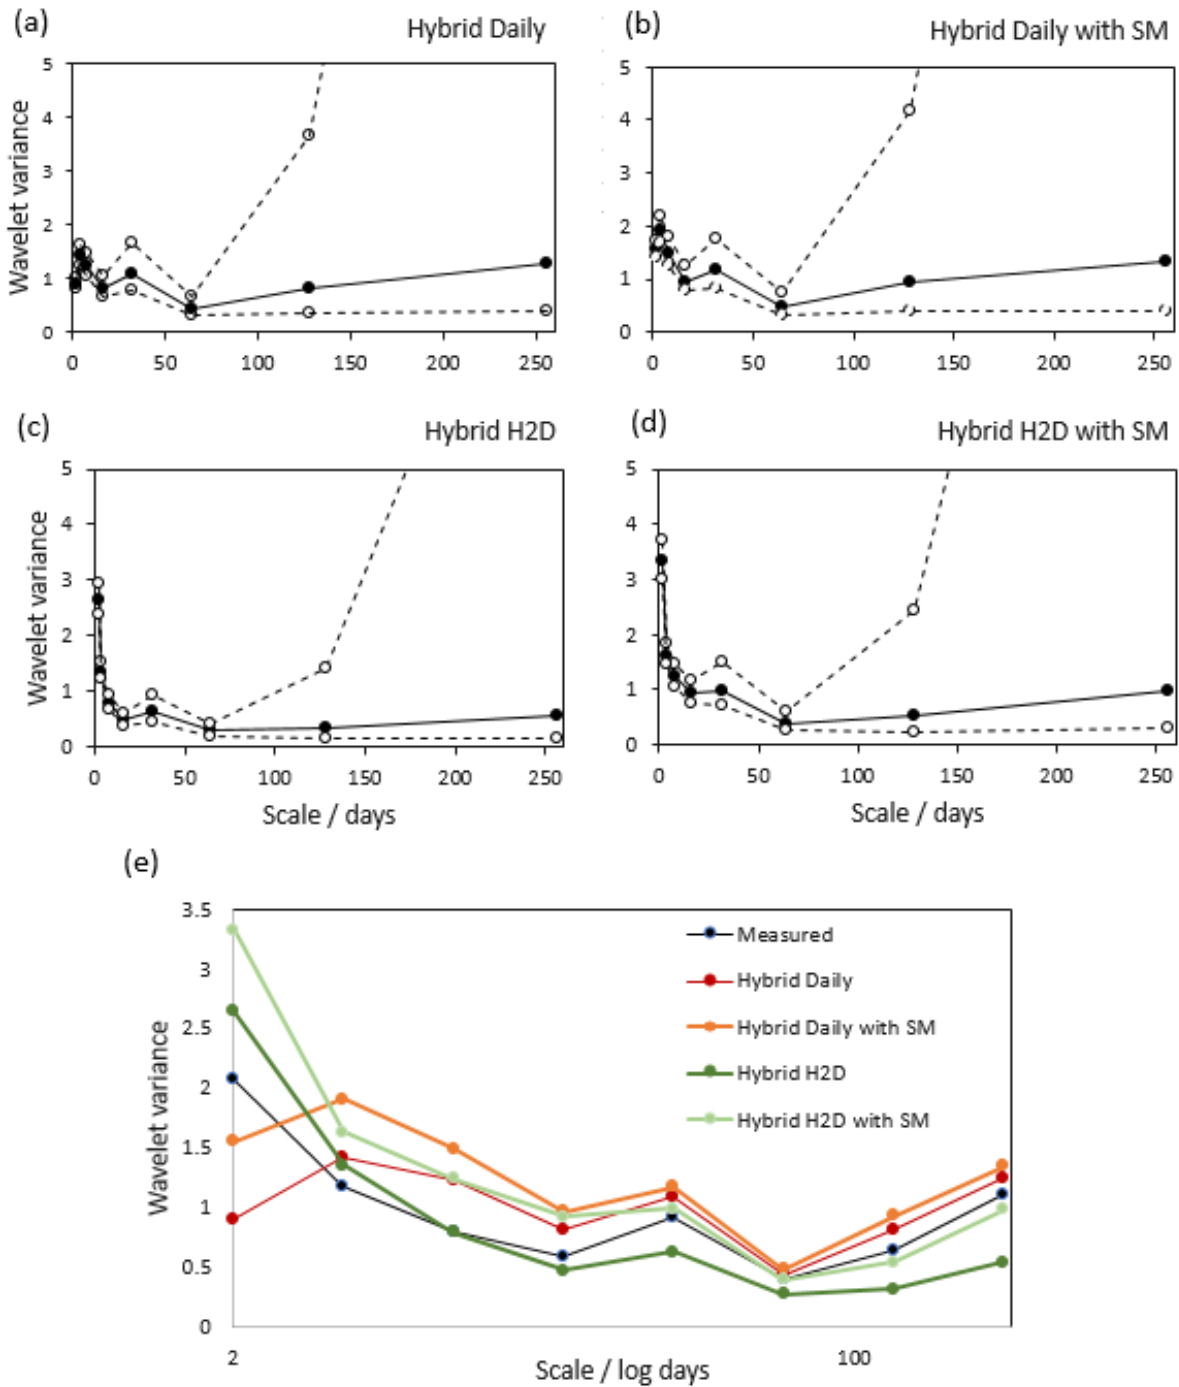 (a) Hybrid Daily
(b) Hybrid Daily with SM
Wavelet variance
5
4
3
2
1
0
0 50 100 150 200 250
5
4
3
2
1
0
0 50 100 150 200 250
(c) Hybrid H2D
(d) Hybrid H2D with SM
Wavelet variance
5
4
3
2
1
0
0 50 100 150 200 250
Scale / days
5
4
3
2
1
0
0 50 100 150 200 250
Scale / days
(e)
Wavelet variance
3.5
3
2.5
2
1.5
1
0.5
0
Measured
Hybrid Daily
Hybrid Daily with SM
Hybrid H2D
Hybrid H2D with SM
2 100
Scale / log days